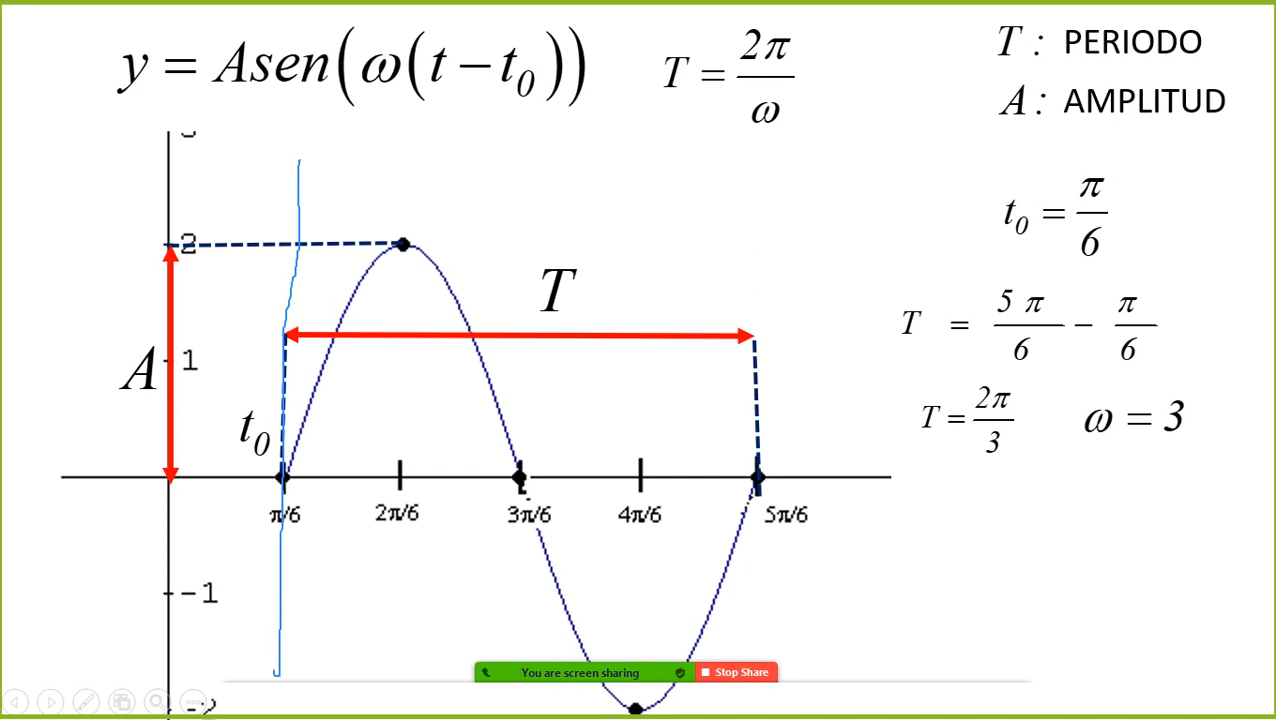 y = Asen(ω(t − t₀))
T = 2π/ω
T : PERIODO
A : AMPLITUD
t₀ = π/6
T = 5π/6 − π/6
T = 2π/3
ω = 3
2
T
1
A
t₀
π/6 2π/6 3π/6 4π/6 5π/6
-1
You are screen sharing
Stop Share
-2